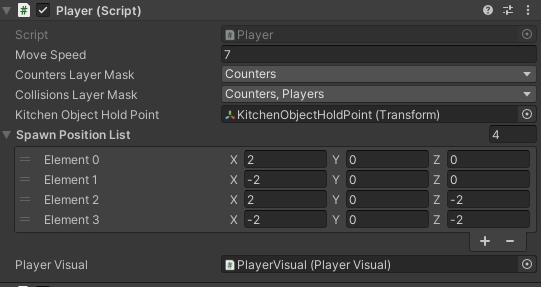 Player (Script)
Script Player
Move Speed 7
Counters Layer Mask Counters
Collisions Layer Mask Counters, Players
Kitchen Object Hold Point KitchenObjectHoldPoint (Transform)
Spawn Position List 4
Element 0 X 2 Y 0 Z 0
Element 1 X -2 Y 0 Z 0
Element 2 X 2 Y 0 Z -2
Element 3 X -2 Y 0 Z -2
Player Visual PlayerVisual (Player Visual)